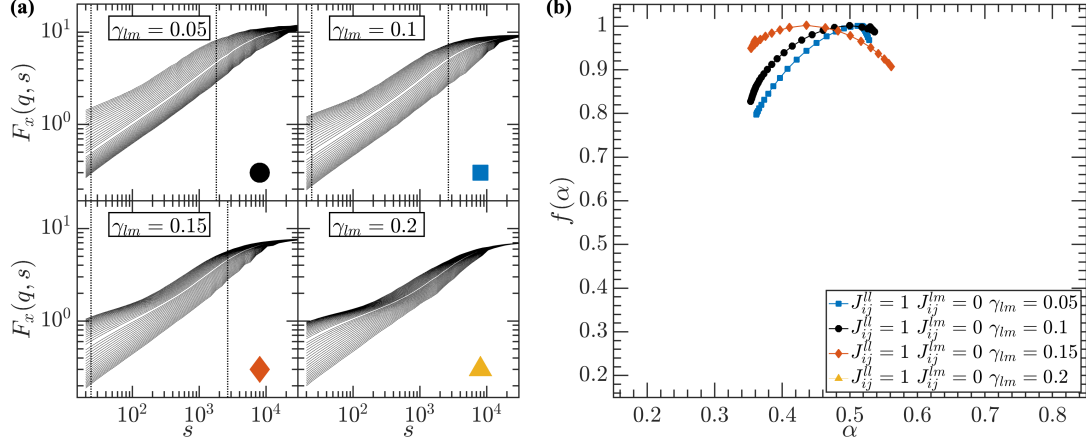 (a)
γ_lm = 0.05
γ_lm = 0.1
F_x(q, s)
10^1
10^0
γ_lm = 0.15
γ_lm = 0.2
F_x(q, s)
10^1
10^0
10^2 10^3 10^4 10^2 10^3 10^4
s s
(b)
1
0.9
0.8
0.7
0.6
0.5
0.4
0.3
0.2
f(α)
J_ij^ll = 1 J_ij^lm = 0 γ_lm = 0.05
J_ij^ll = 1 J_ij^lm = 0 γ_lm = 0.1
J_ij^ll = 1 J_ij^lm = 0 γ_lm = 0.15
J_ij^ll = 1 J_ij^lm = 0 γ_lm = 0.2
0.2 0.3 0.4 0.5 0.6 0.7 0.8
α